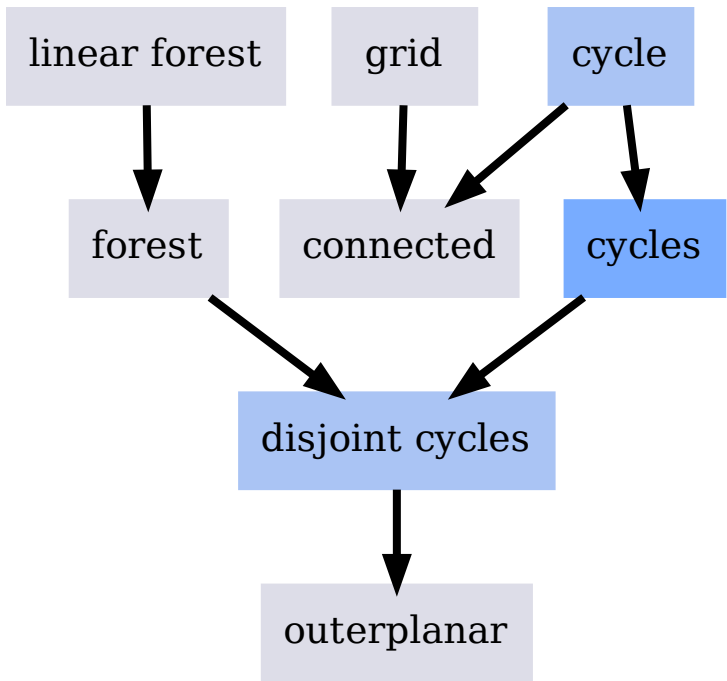 linear forest
grid
cycle
forest
connected
cycles
disjoint cycles
outerplanar